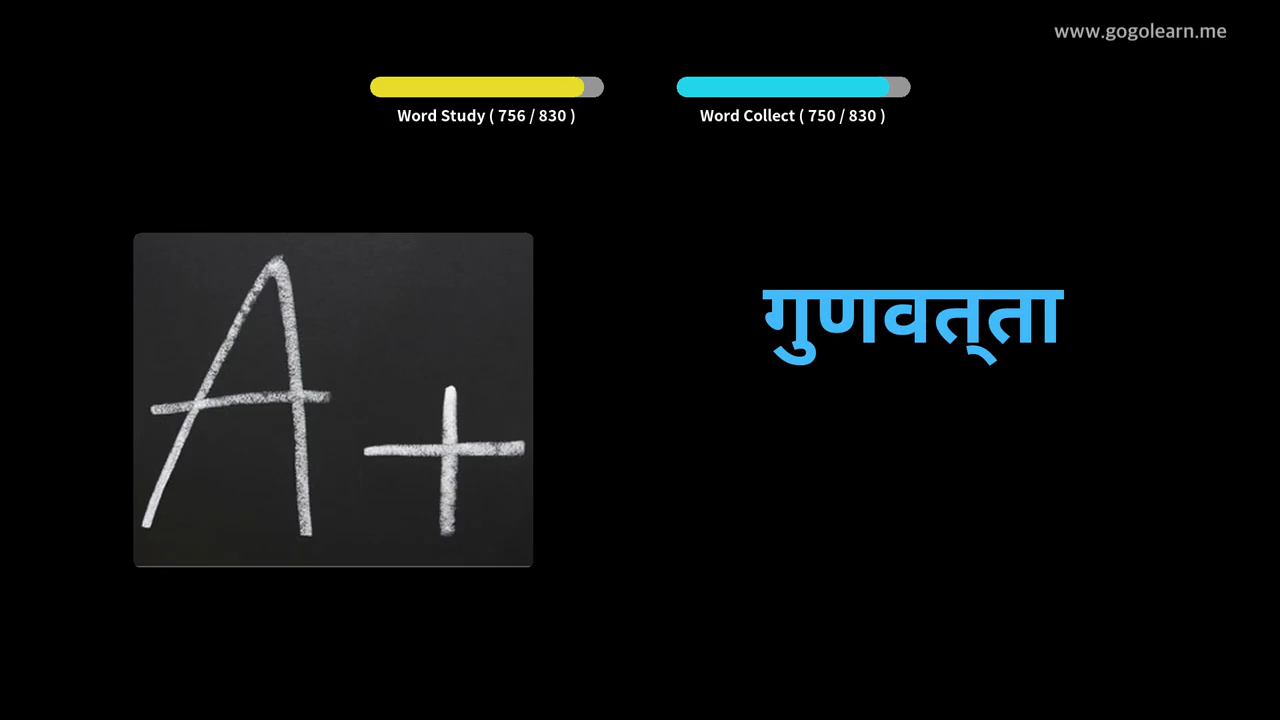 www.gogolearn.me
Word Study ( 756 / 830 )
Word Collect ( 750 / 830 )
A+
गुणवत्‌ता